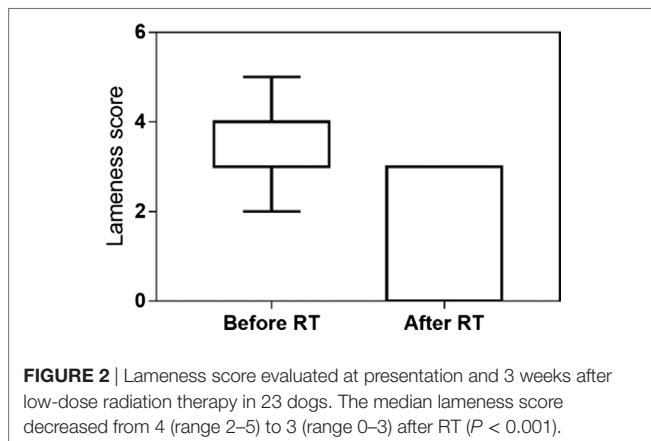 6
4
2
0
Lameness score
Before RT
After RT
FIGURE 2 | Lameness score evaluated at presentation and 3 weeks after
low-dose radiation therapy in 23 dogs. The median lameness score
decreased from 4 (range 2–5) to 3 (range 0–3) after RT (P < 0.001).